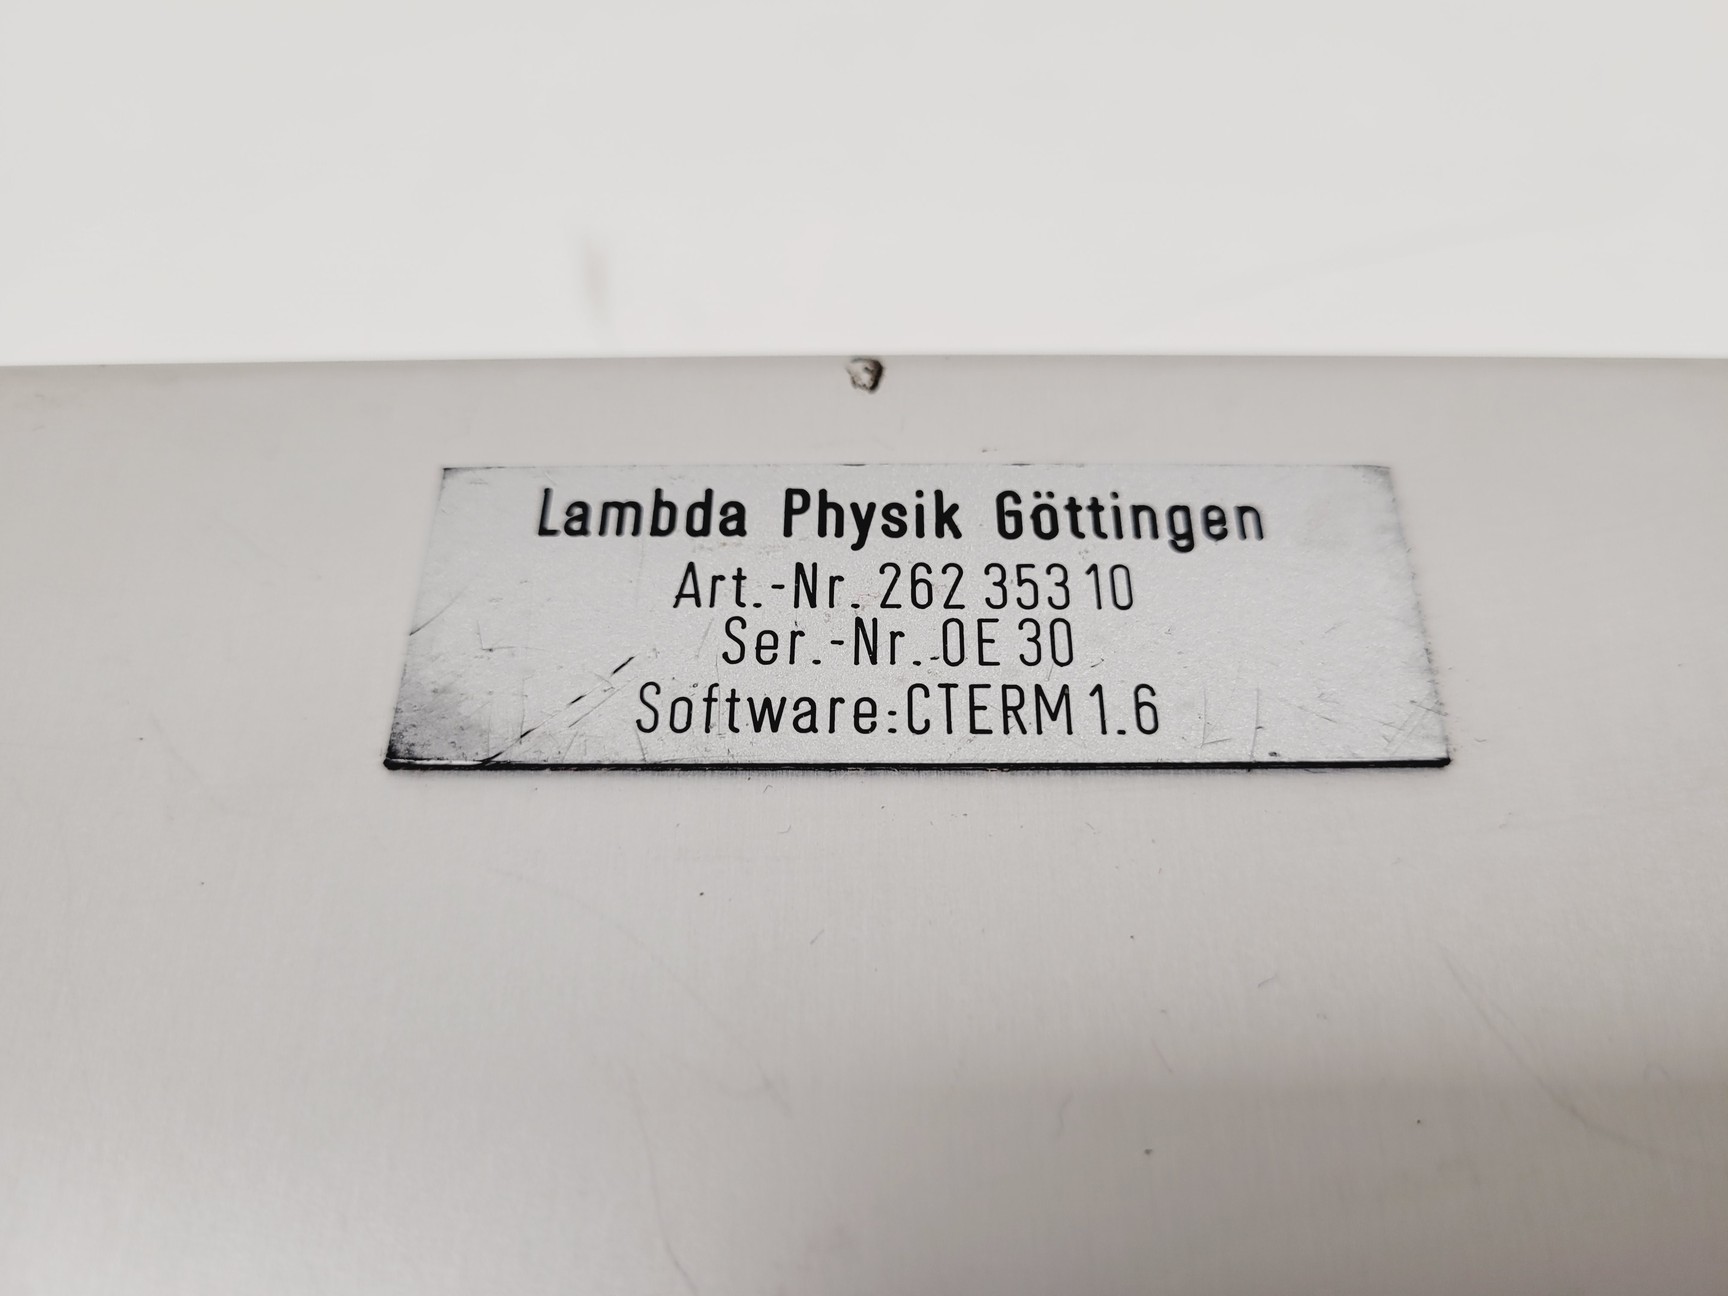 Lambda Physik Göttingen
Art.-Nr. 262 353 10
Ser.-Nr. 0E 30
Software:CTERM 1.6